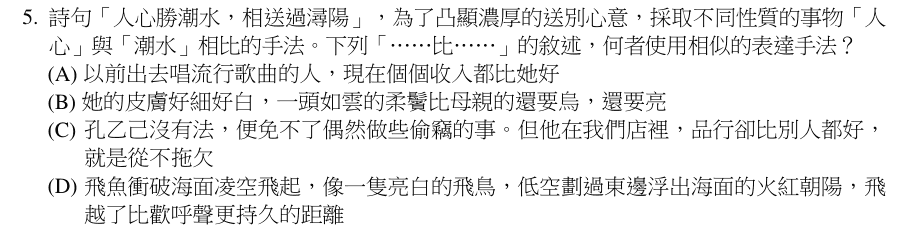 5. 詩句「人心勝潮水，相送過潯陽」，為了凸顯濃厚的送別心意，採取不同性質的事物「人
心」與「潮水」相比的手法。下列「……比……」的敘述，何者使用相似的表達手法？
(A) 以前出去唱流行歌曲的人，現在個個收入都比她好
(B) 她的皮膚好細好白，一頭如雲的柔鬢比母親的還要烏，還要亮
(C) 孔乙己沒有法，便免不了偶然做些偷竊的事。但他在我們店裡，品行卻比別人都好，
就是從不拖欠
(D) 飛魚衝破海面凌空飛起，像一隻亮白的飛鳥，低空劃過東邊浮出海面的火紅朝陽，飛
越了比歡呼聲更持久的距離